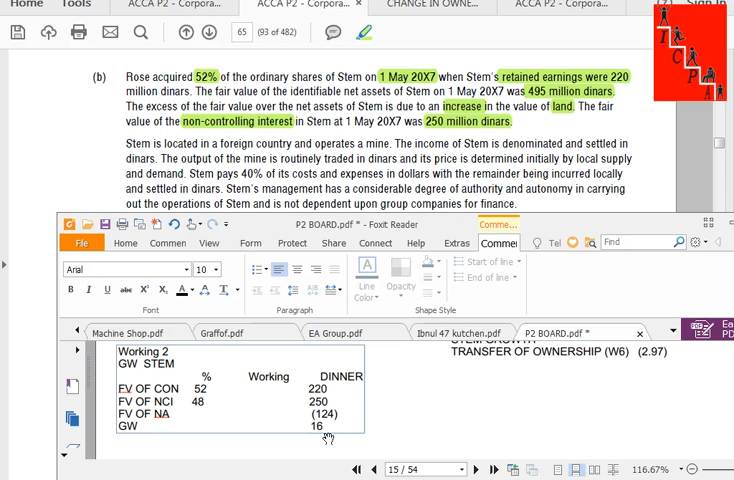 Home Tools ACCA P2 - Corpora... ACCA P2 - Corpora... × CHANGE IN OWNE... ACCA P2 - Corpora... Sign In
65 (93 of 482)
I
C
P
A
(b) Rose acquired 52% of the ordinary shares of Stem on 1 May 20X7 when Stem's retained earnings were 220
million dinars. The fair value of the identifiable net assets of Stem on 1 May 20X7 was 495 million dinars.
The excess of the fair value over the net assets of Stem is due to an increase in the value of land. The fair
value of the non-controlling interest in Stem at 1 May 20X7 was 250 million dinars.
Stem is located in a foreign country and operates a mine. The income of Stem is denominated and settled in
dinars. The output of the mine is routinely traded in dinars and its price is determined initially by local supply
and demand. Stem pays 40% of its costs and expenses in dollars with the remainder being incurred locally
and settled in dinars. Stem's management has a considerable degree of authority and autonomy in carrying
out the operations of Stem and is not dependent upon group companies for finance.
P2 BOARD.pdf * - Foxit Reader Comme...
File Home Comment View Form Protect Share Connect Help Extras Commer Tel Find
Arial 10
Area
Line Color
Opacity
Start of line
End of line
B I U abc X² X₂ A T
Font Paragraph Shape Style
Machine Shop.pdf Graffof.pdf EA Group.pdf Ibnul 47 kutchen.pdf P2 BOARD.pdf * × Ea
PD
TRANSFER OF OWNERSHIP (W6) (2.97)
Working 2
GW STEM
% Working DINNER
FV OF CON 52 220
FV OF NCI 48 250
FV OF NA (124)
GW 16
15 / 54 116.67%